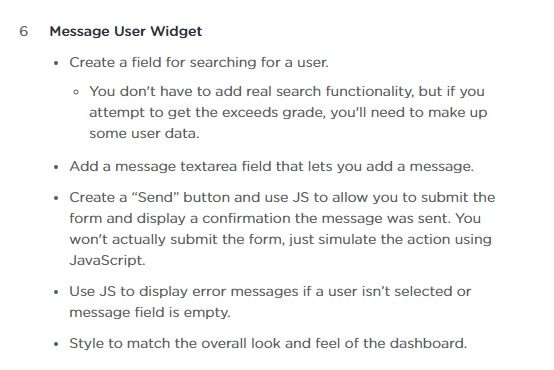 6 Message User Widget
• Create a field for searching for a user.
◦ You don't have to add real search functionality, but if you
attempt to get the exceeds grade, you'll need to make up
some user data.
• Add a message textarea field that lets you add a message.
• Create a “Send” button and use JS to allow you to submit the
form and display a confirmation the message was sent. You
won't actually submit the form, just simulate the action using
JavaScript.
• Use JS to display error messages if a user isn’t selected or
message field is empty.
• Style to match the overall look and feel of the dashboard.